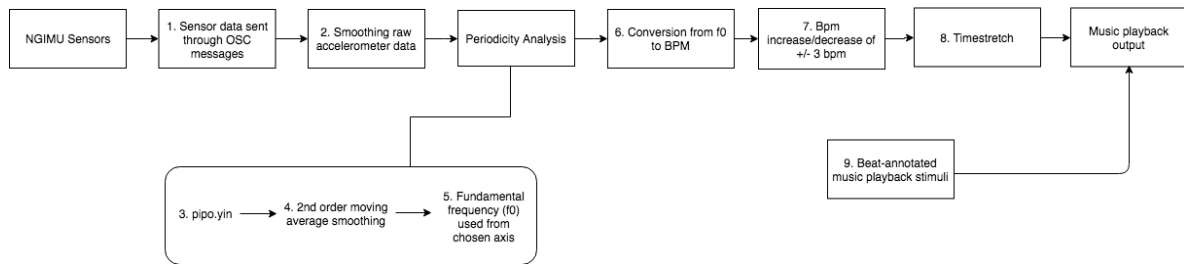 NGIMU Sensors
1. Sensor data sent
through OSC
messages
2. Smoothing raw
accelerometer data
Periodicity Analysis
6. Conversion from f0
to BPM
7. Bpm
increase/decrease of
+/- 3 bpm
8. Timestretch
Music playback
output
9. Beat-annotated
music playback stimuli
3. pipo.yin
4. 2nd order moving
average smoothing
5. Fundamental
frequency (f0)
used from
chosen axis